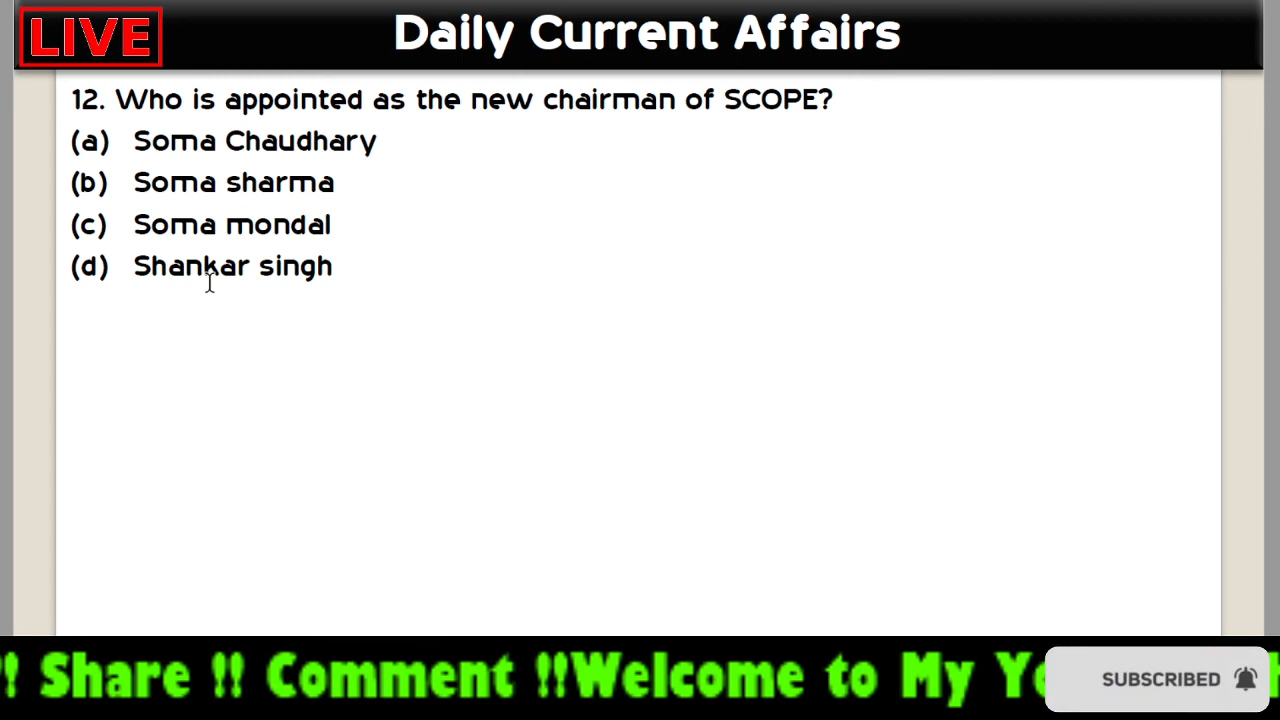 LIVE
Daily Current Affairs
12. Who is appointed as the new chairman of SCOPE?
(a) Soma Chaudhary
(b) Soma sharma
(c) Soma mondal
(d) Shankar singh
!! Share !! Comment !!Welcome to My
SUBSCRIBED